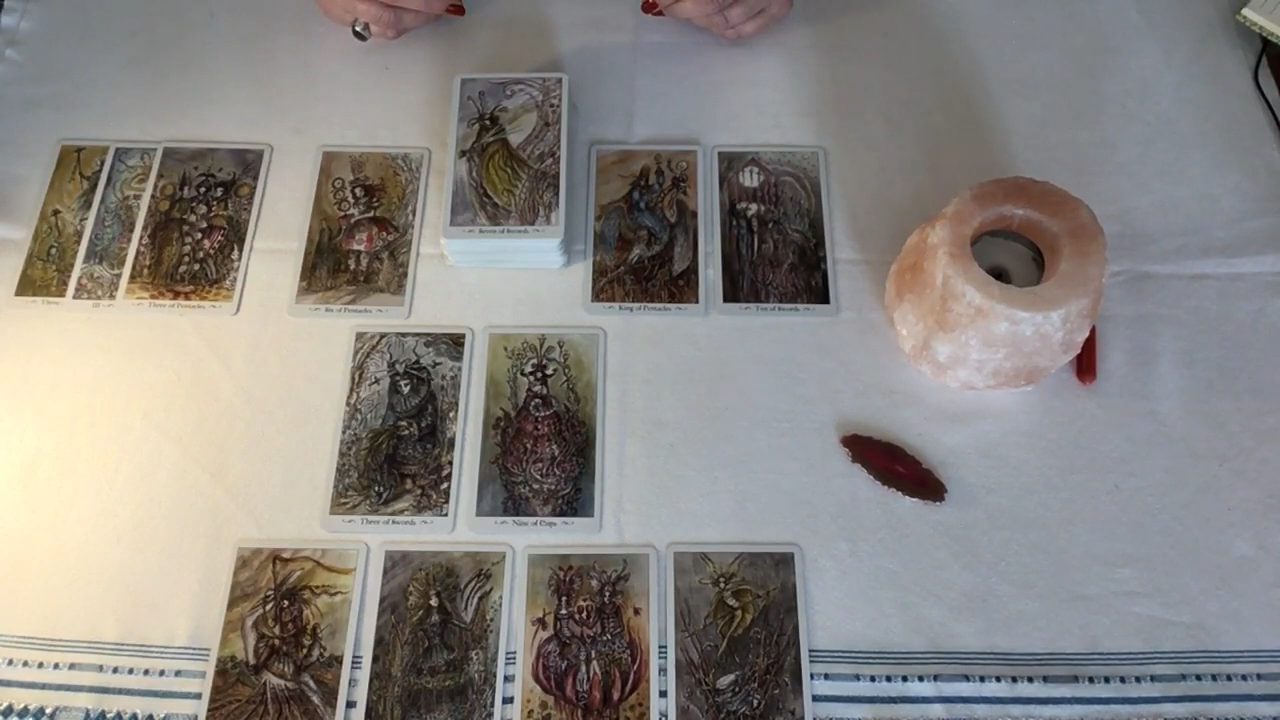 Three
III
Three of Pentacles
Six of Pentacles
Seven of Swords
King of Pentacles
Ten of Swords
Three of Swords
Nine of Cups